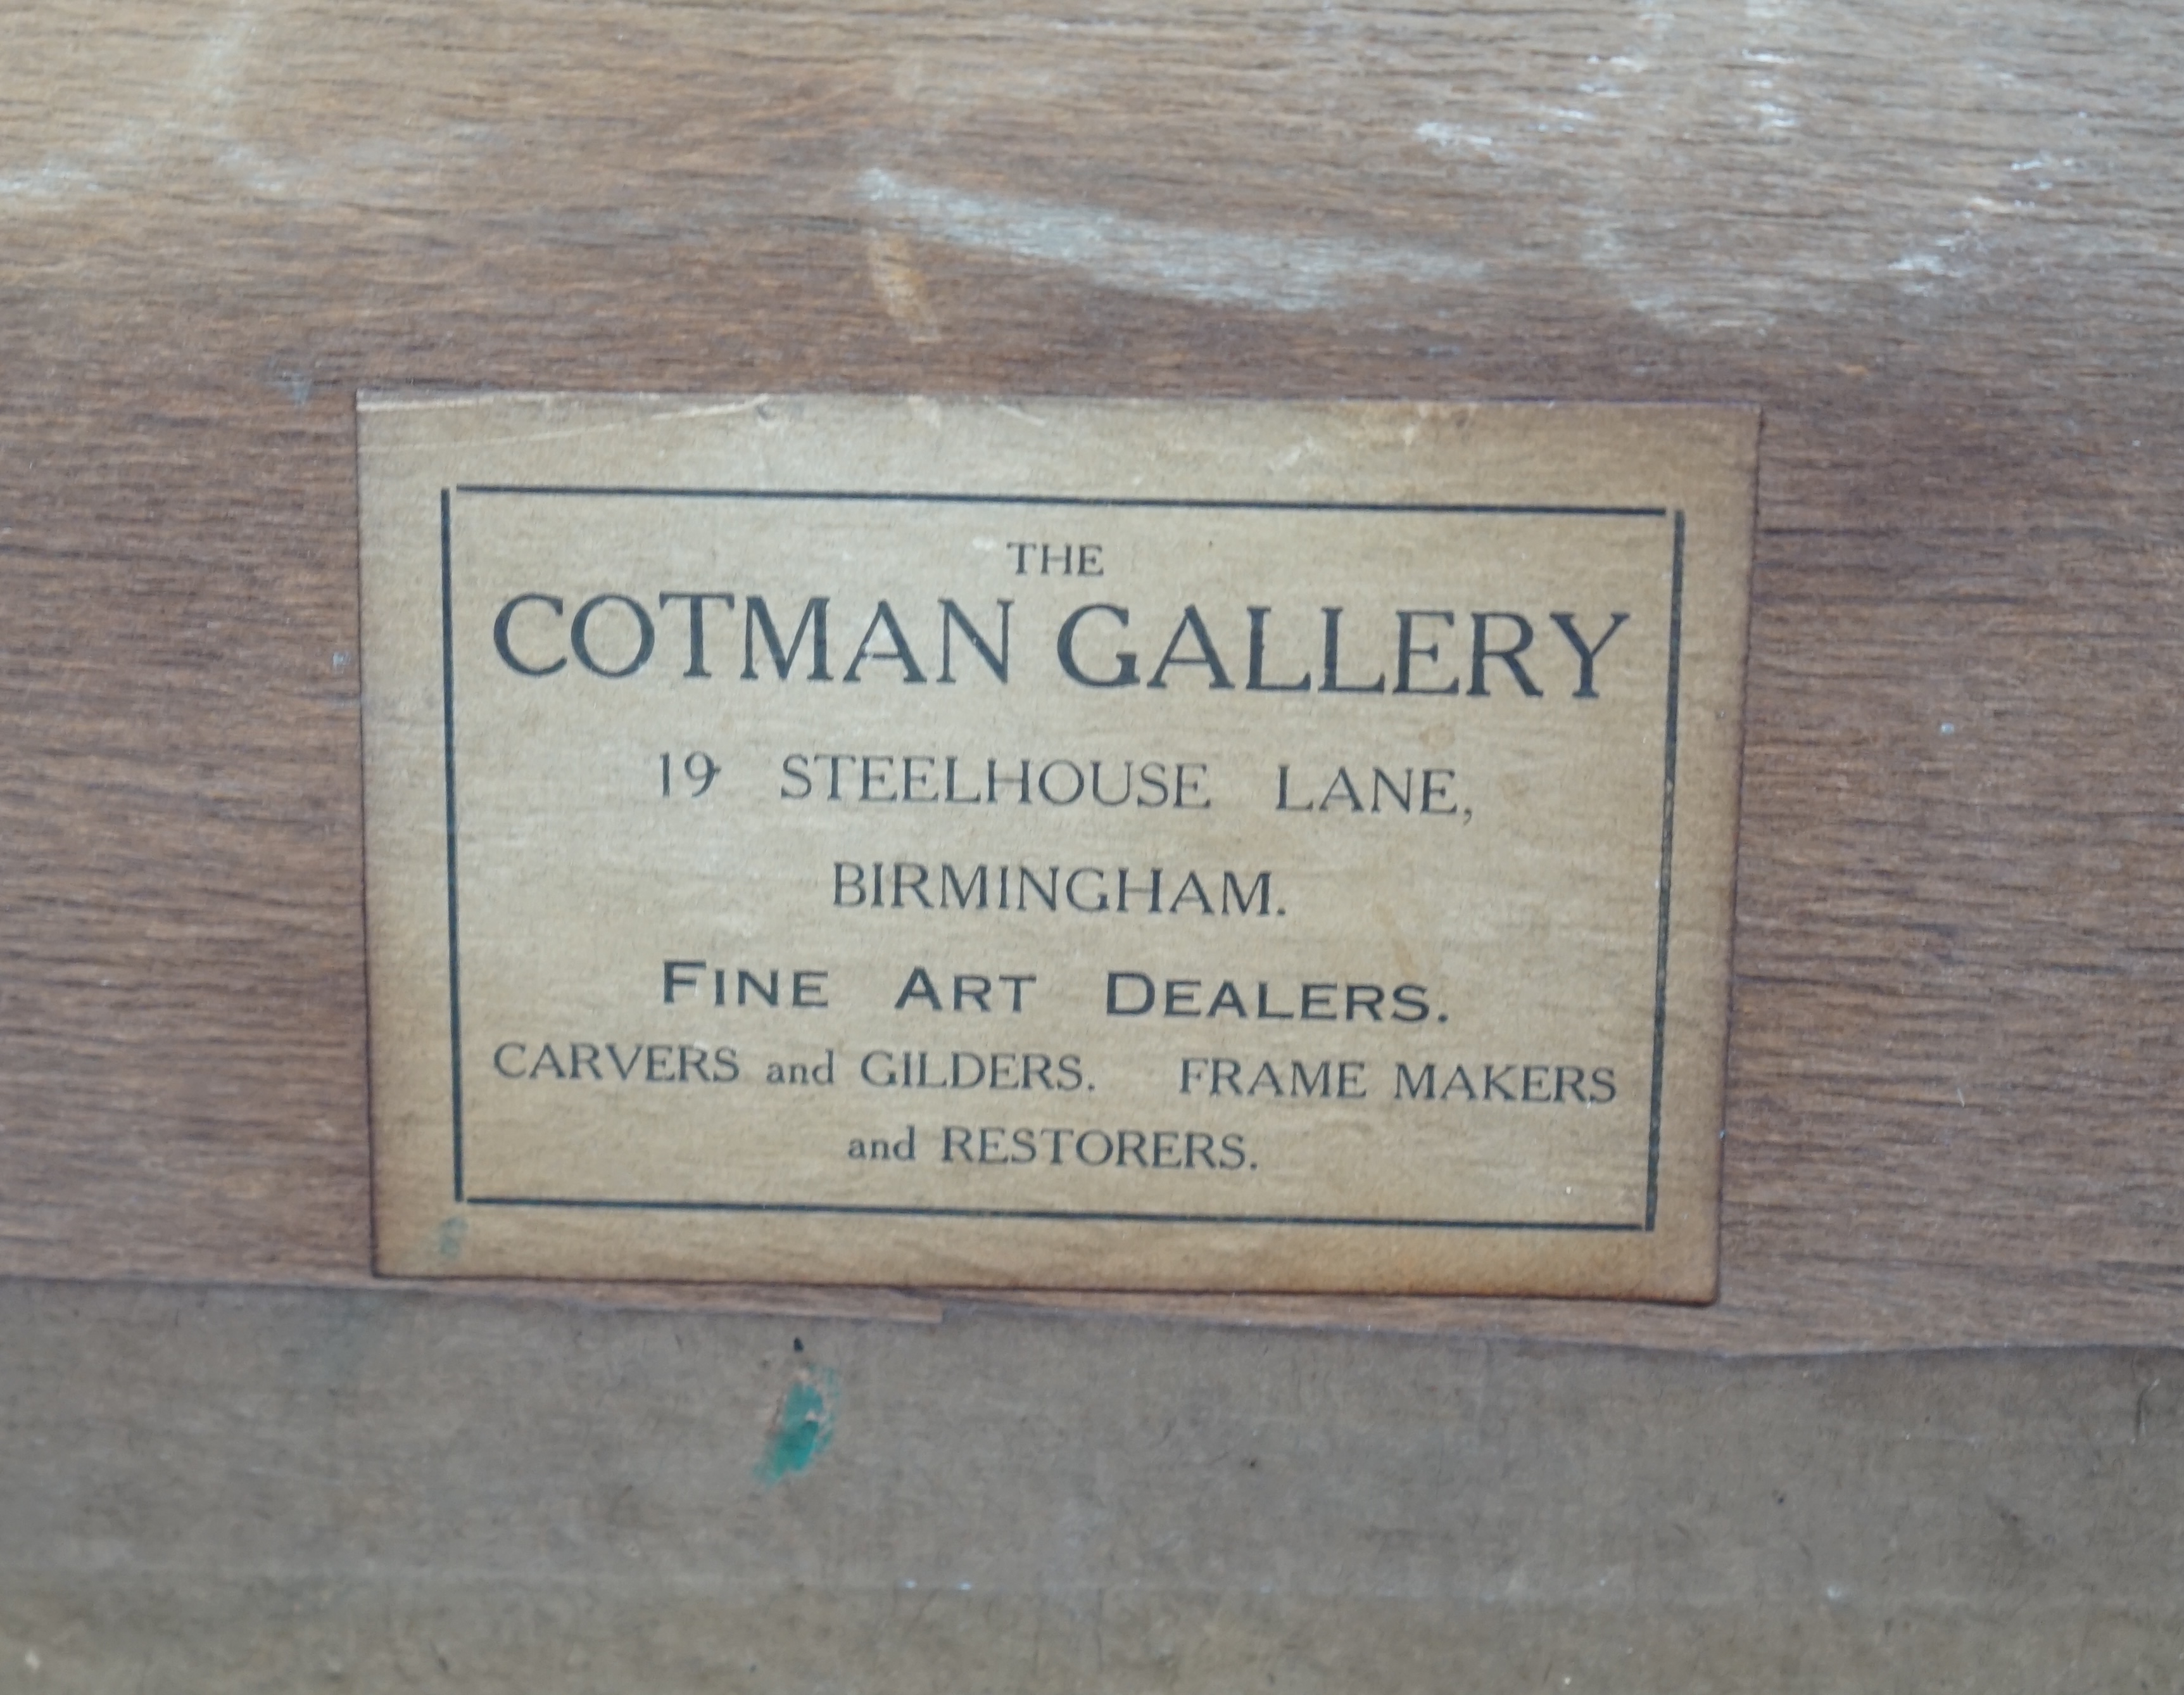 THE
COTMAN GALLERY
19 STEELHOUSE LANE,
BIRMINGHAM.
FINE ART DEALERS.
CARVERS and GILDERS. FRAME MAKERS
and RESTORERS.